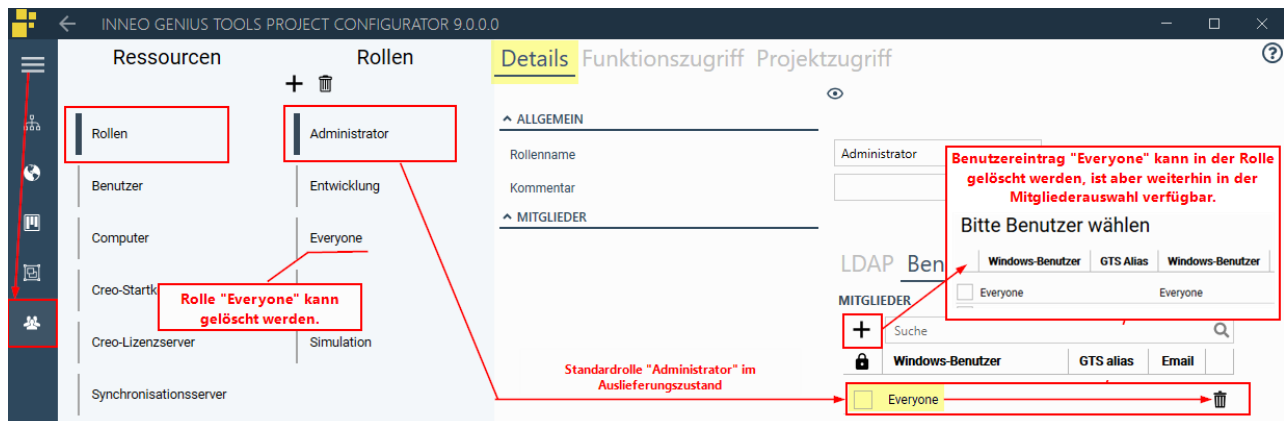 INNEO GENIUS TOOLS PROJECT CONFIGURATOR 9.0.0.0
Ressourcen
Rollen
Benutzer
Computer
Creo-Startk
Creo-Lizenzserver
Synchronisationsserver
Rollen
Administrator
Entwicklung
Everyone
Simulation
Rolle "Everyone" kann
gelöscht werden.
Details Funktionszugriff Projektzugriff
ALLGEMEIN
Rollenname
Administrator
Kommentar
MITGLIEDER
Benutzereintrag "Everyone" kann in der Rolle
gelöscht werden, ist aber weiterhin in der
Mitgliederauswahl verfügbar.
Bitte Benutzer wählen
Windows-Benutzer GTS Alias Windows-Benutzer
Everyone Everyone
LDAP Ben
MITGLIEDER
Suche
Windows-Benutzer GTS alias Email
Everyone
Standardrolle "Administrator" im
Auslieferungzustand